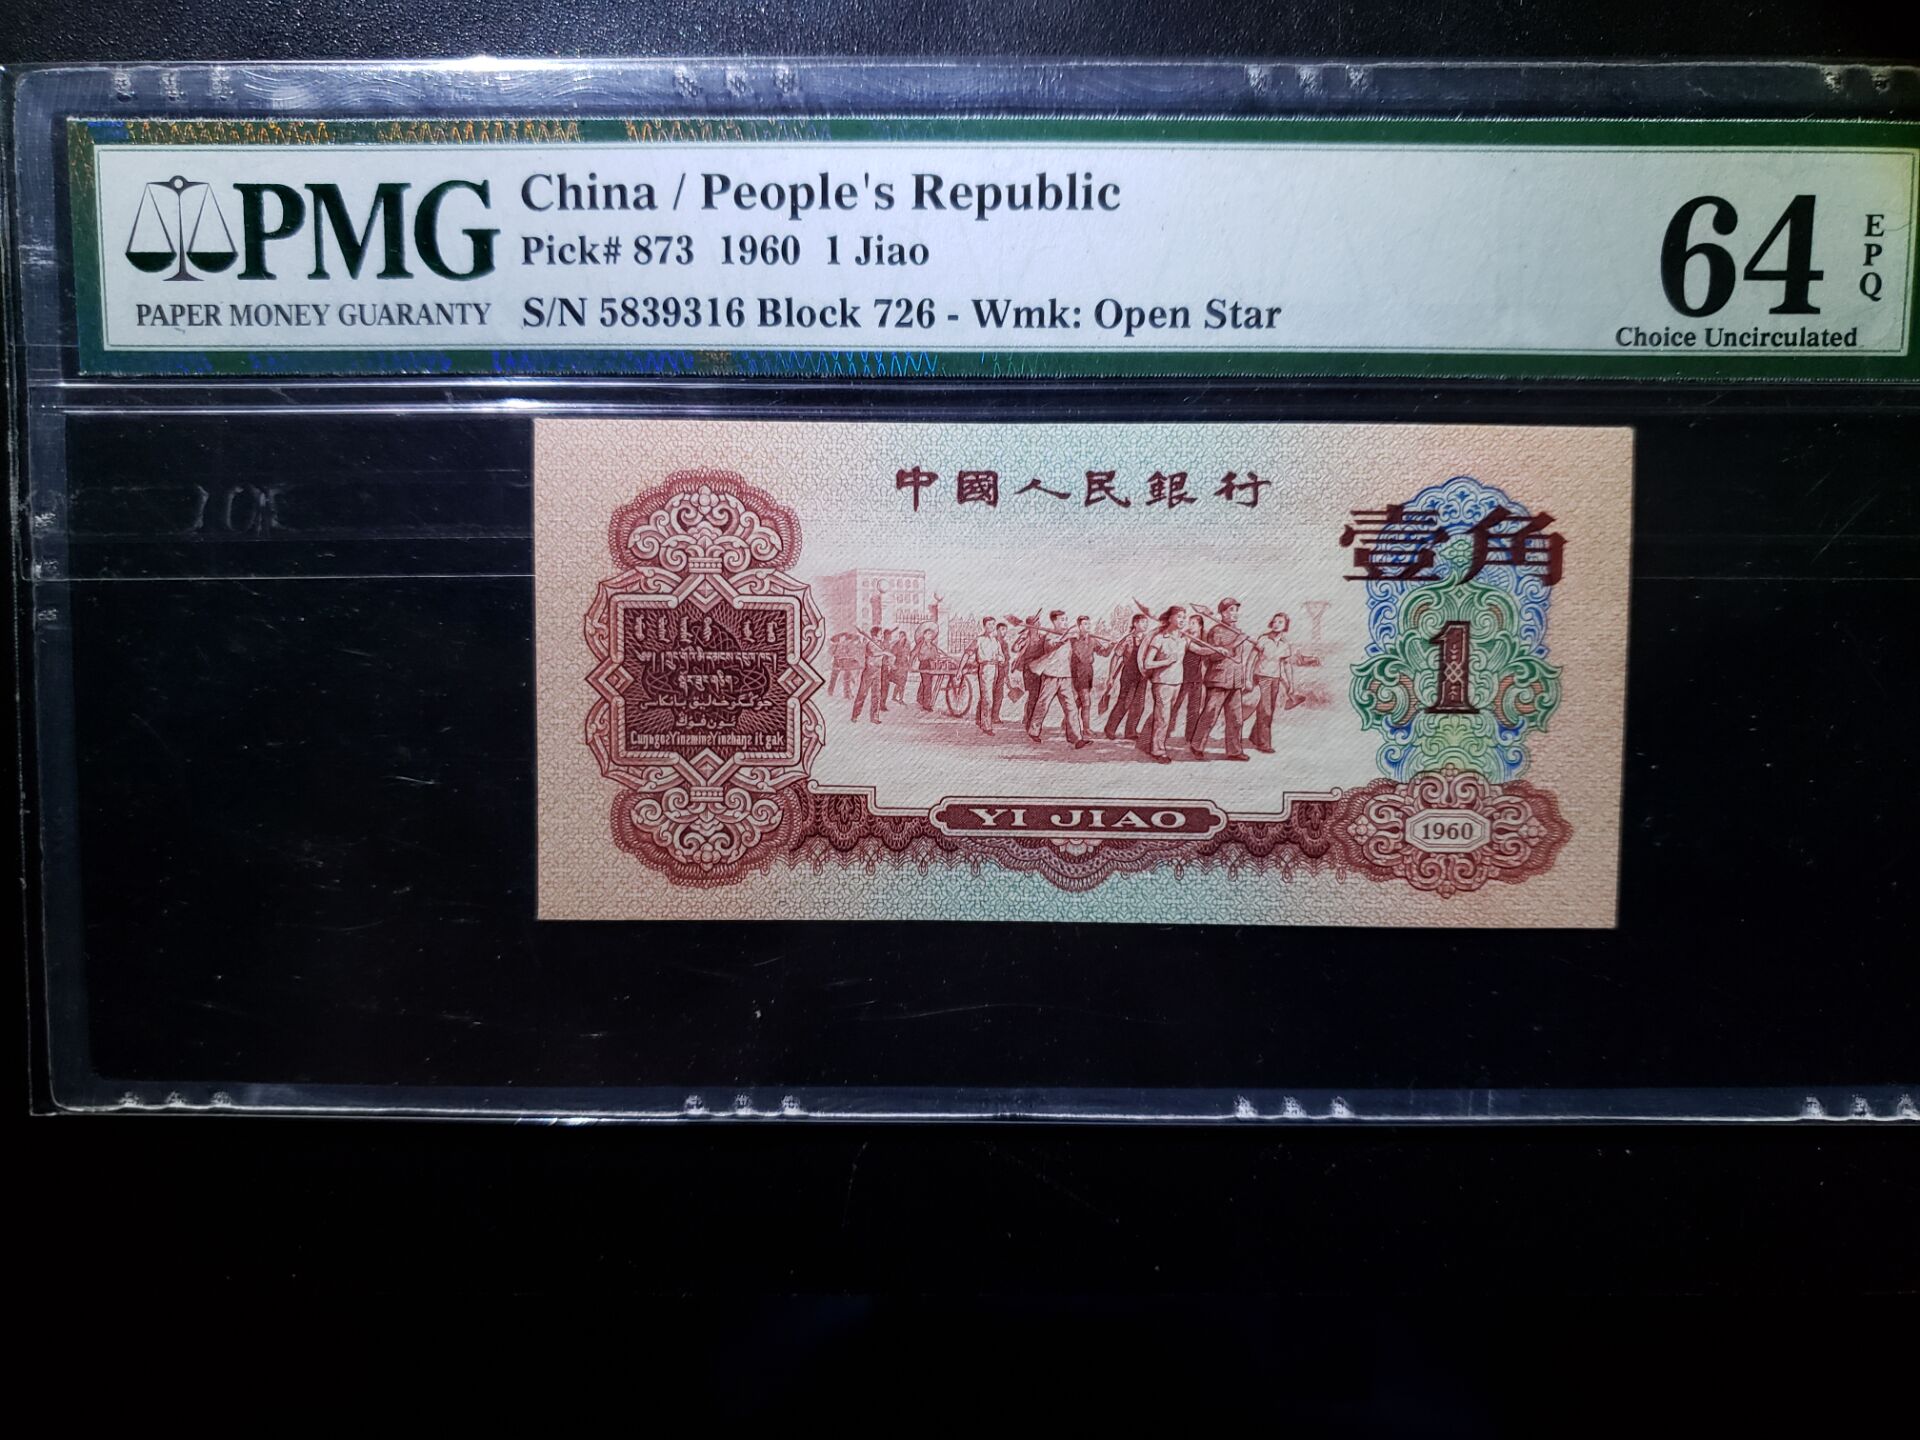 PMG
PAPER MONEY GUARANTY
China / People's Republic
Pick# 873 1960 1 Jiao
S/N 5839316 Block 726 - Wmk: Open Star
64
EPQ
Choice Uncirculated
中國人民銀行
壹角
1
YI JIAO
1960